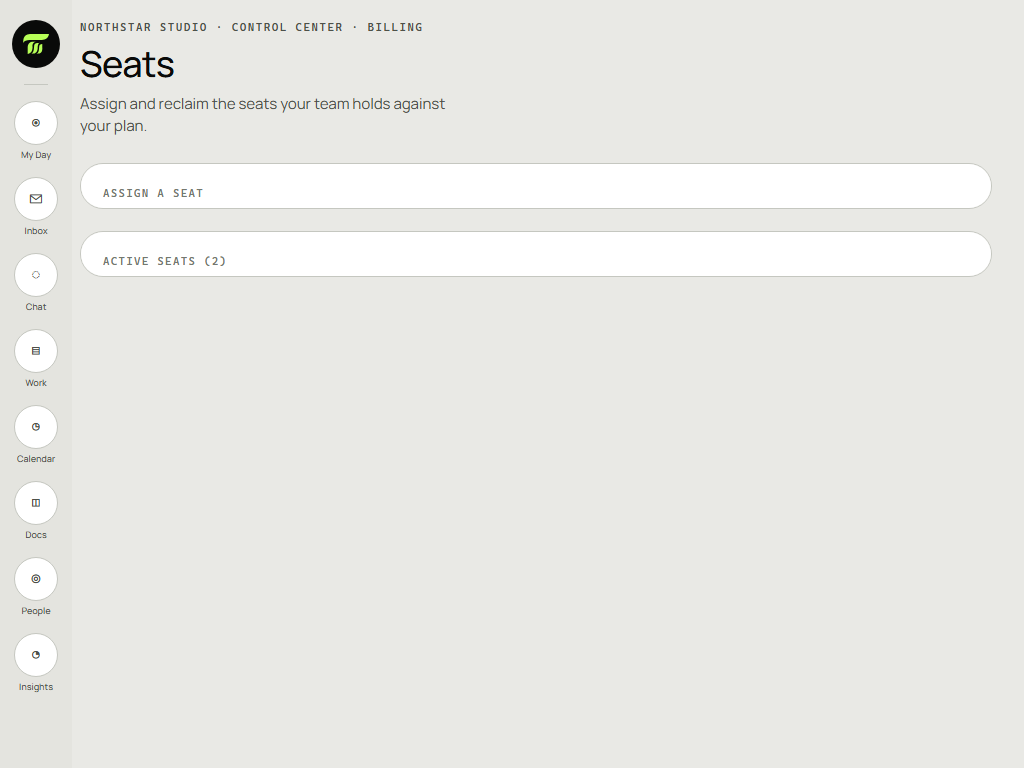 NORTHSTAR STUDIO · CONTROL CENTER · BILLING
Seats
Assign and reclaim the seats your team holds against
your plan.
ASSIGN A SEAT
ACTIVE SEATS (2)
My Day
Inbox
Chat
Work
Calendar
Docs
People
Insights